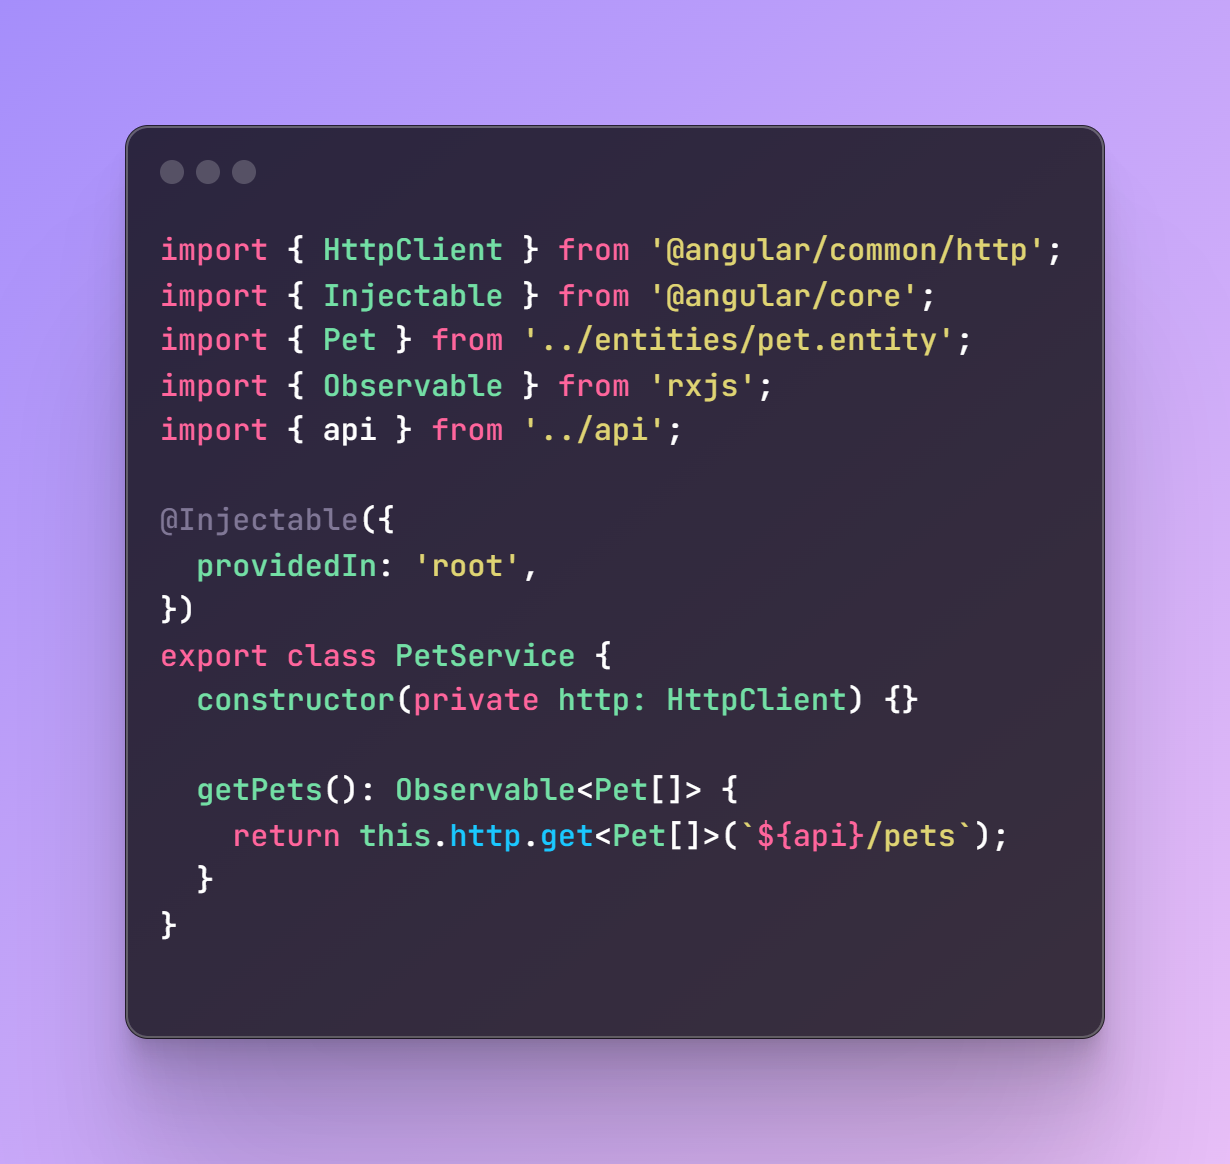 import { HttpClient } from '@angular/common/http';
import { Injectable } from '@angular/core';
import { Pet } from '../entities/pet.entity';
import { Observable } from 'rxjs';
import { api } from '../api';

@Injectable({
  providedIn: 'root',
})
export class PetService {
  constructor(private http: HttpClient) {}

  getPets(): Observable<Pet[]> {
    return this.http.get<Pet[]>(`${api}/pets`);
  }
}